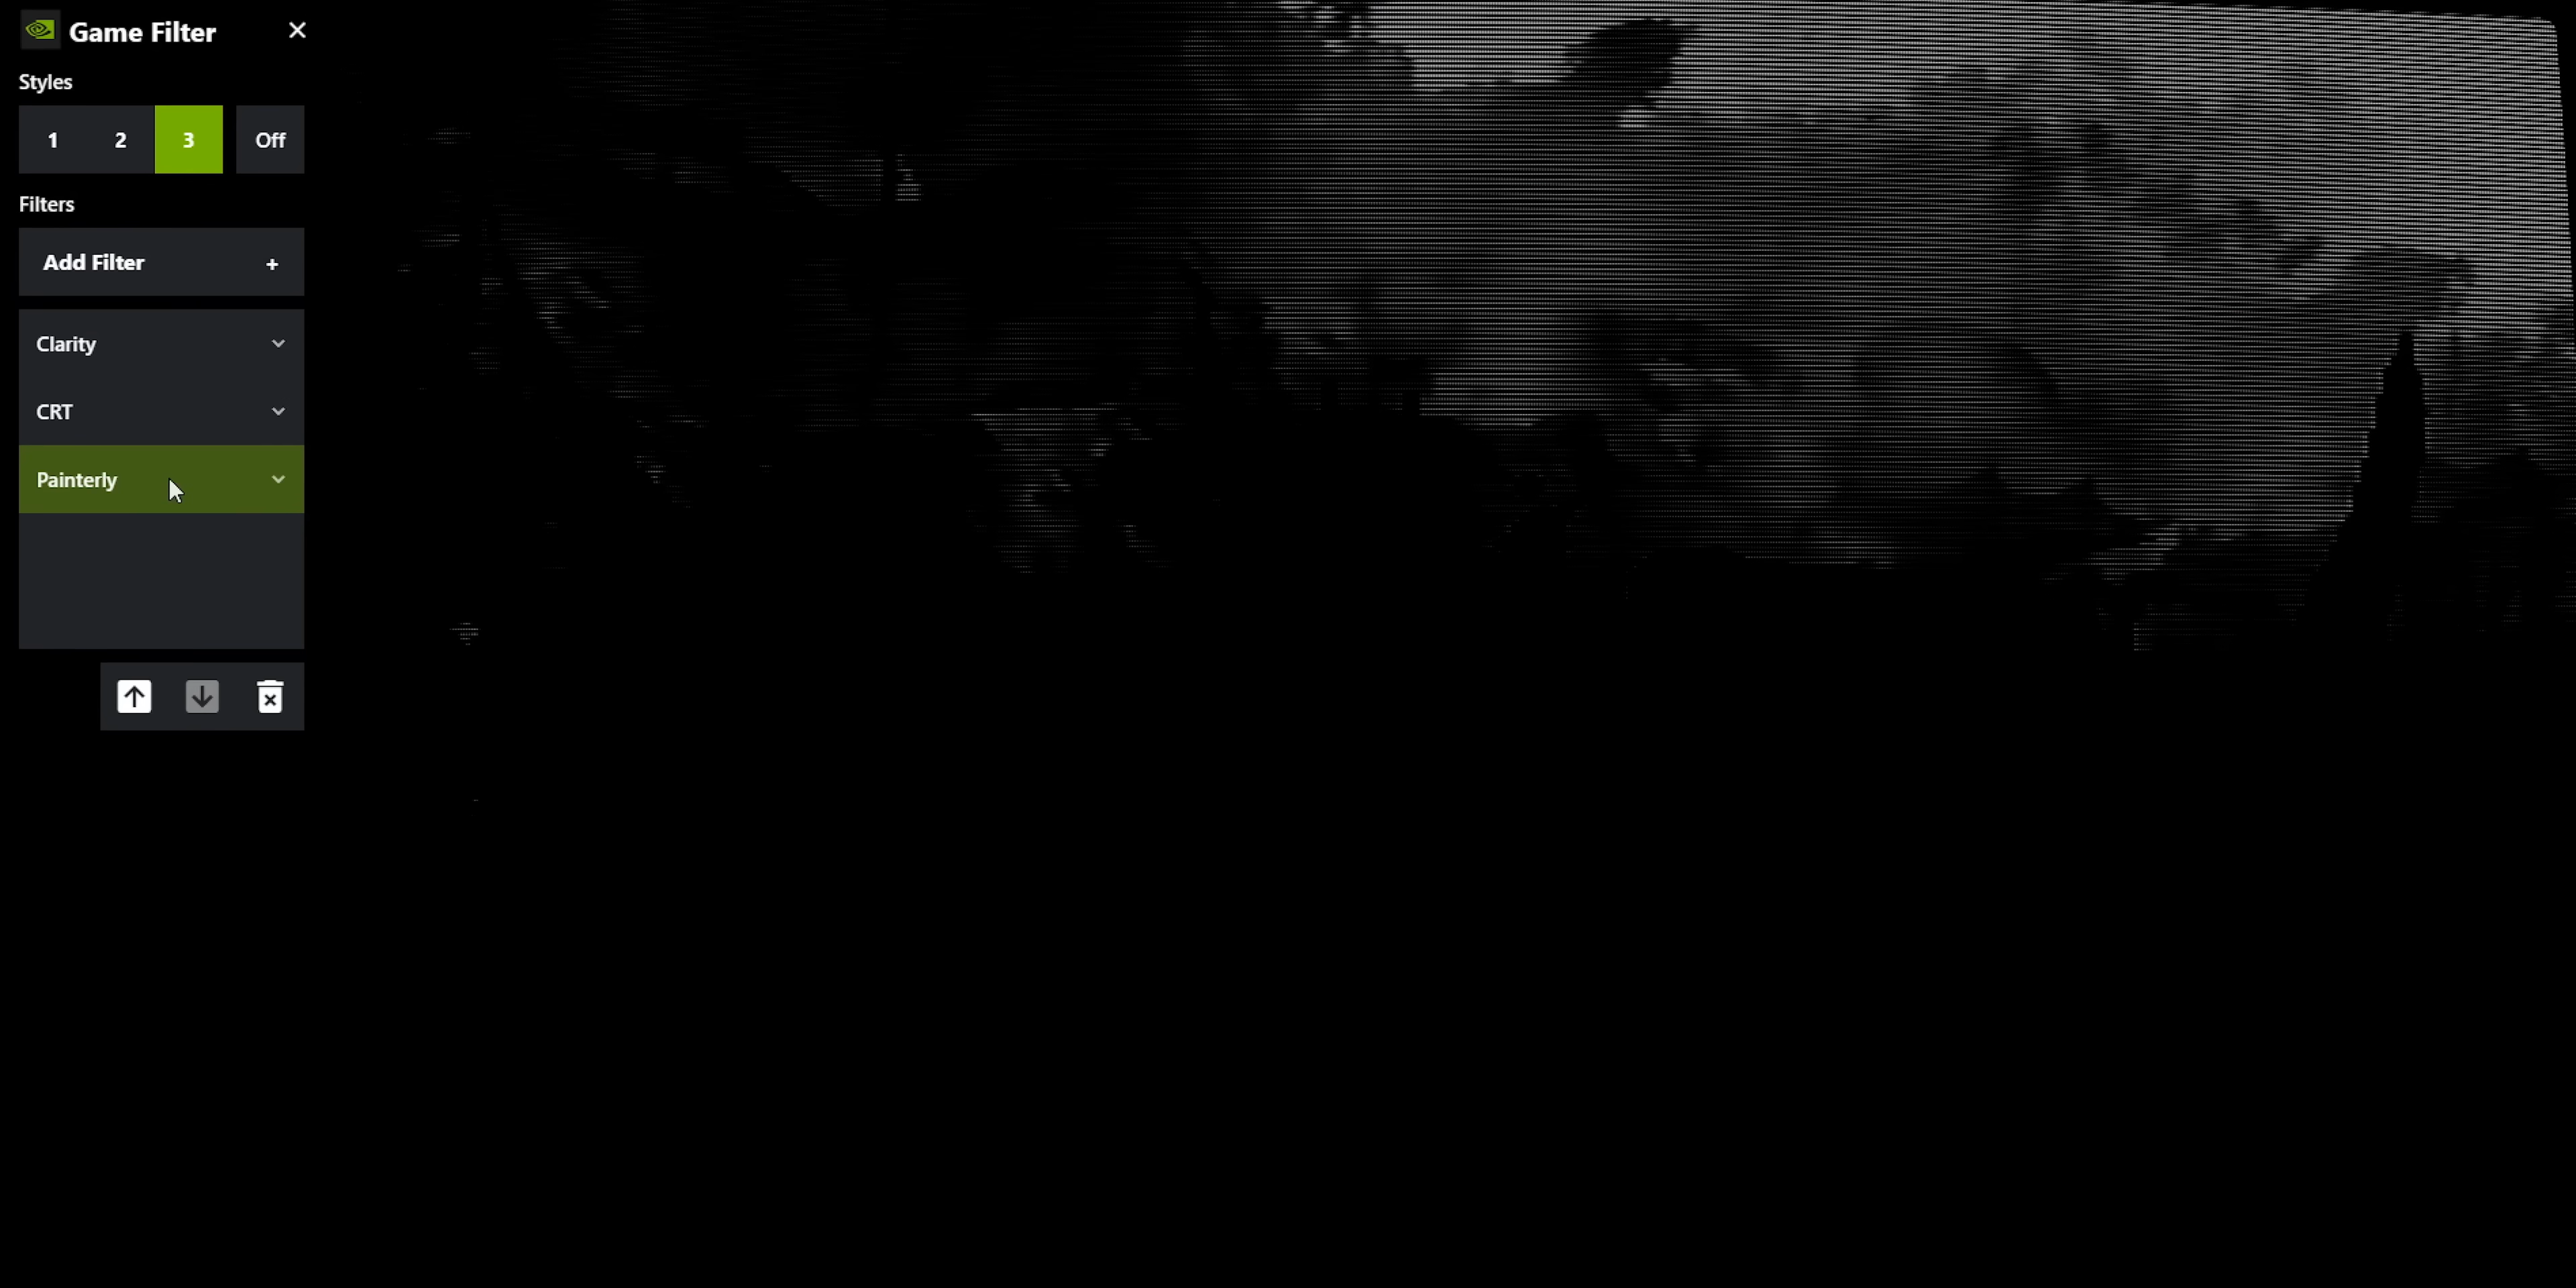 Game Filter
Styles
1 2 3 Off
Filters
Add Filter +
Clarity
CRT
Painterly